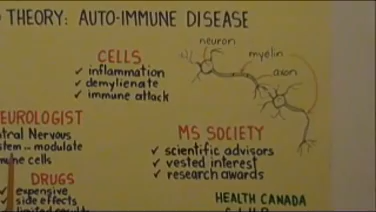 THEORY: AUTO-IMMUNE DISEASE
CELLS
✓ inflammation
✓ demylienate
✓ immune attack
neuron
myelin
axon
EUROLOGIST
ntral Nervous
stem - modulate
mune cells
DRUGS
✓ expensive
✓ side effects
MS SOCIETY
✓ scientific advisors
✓ vested interest
✓ research awards
HEALTH CANADA